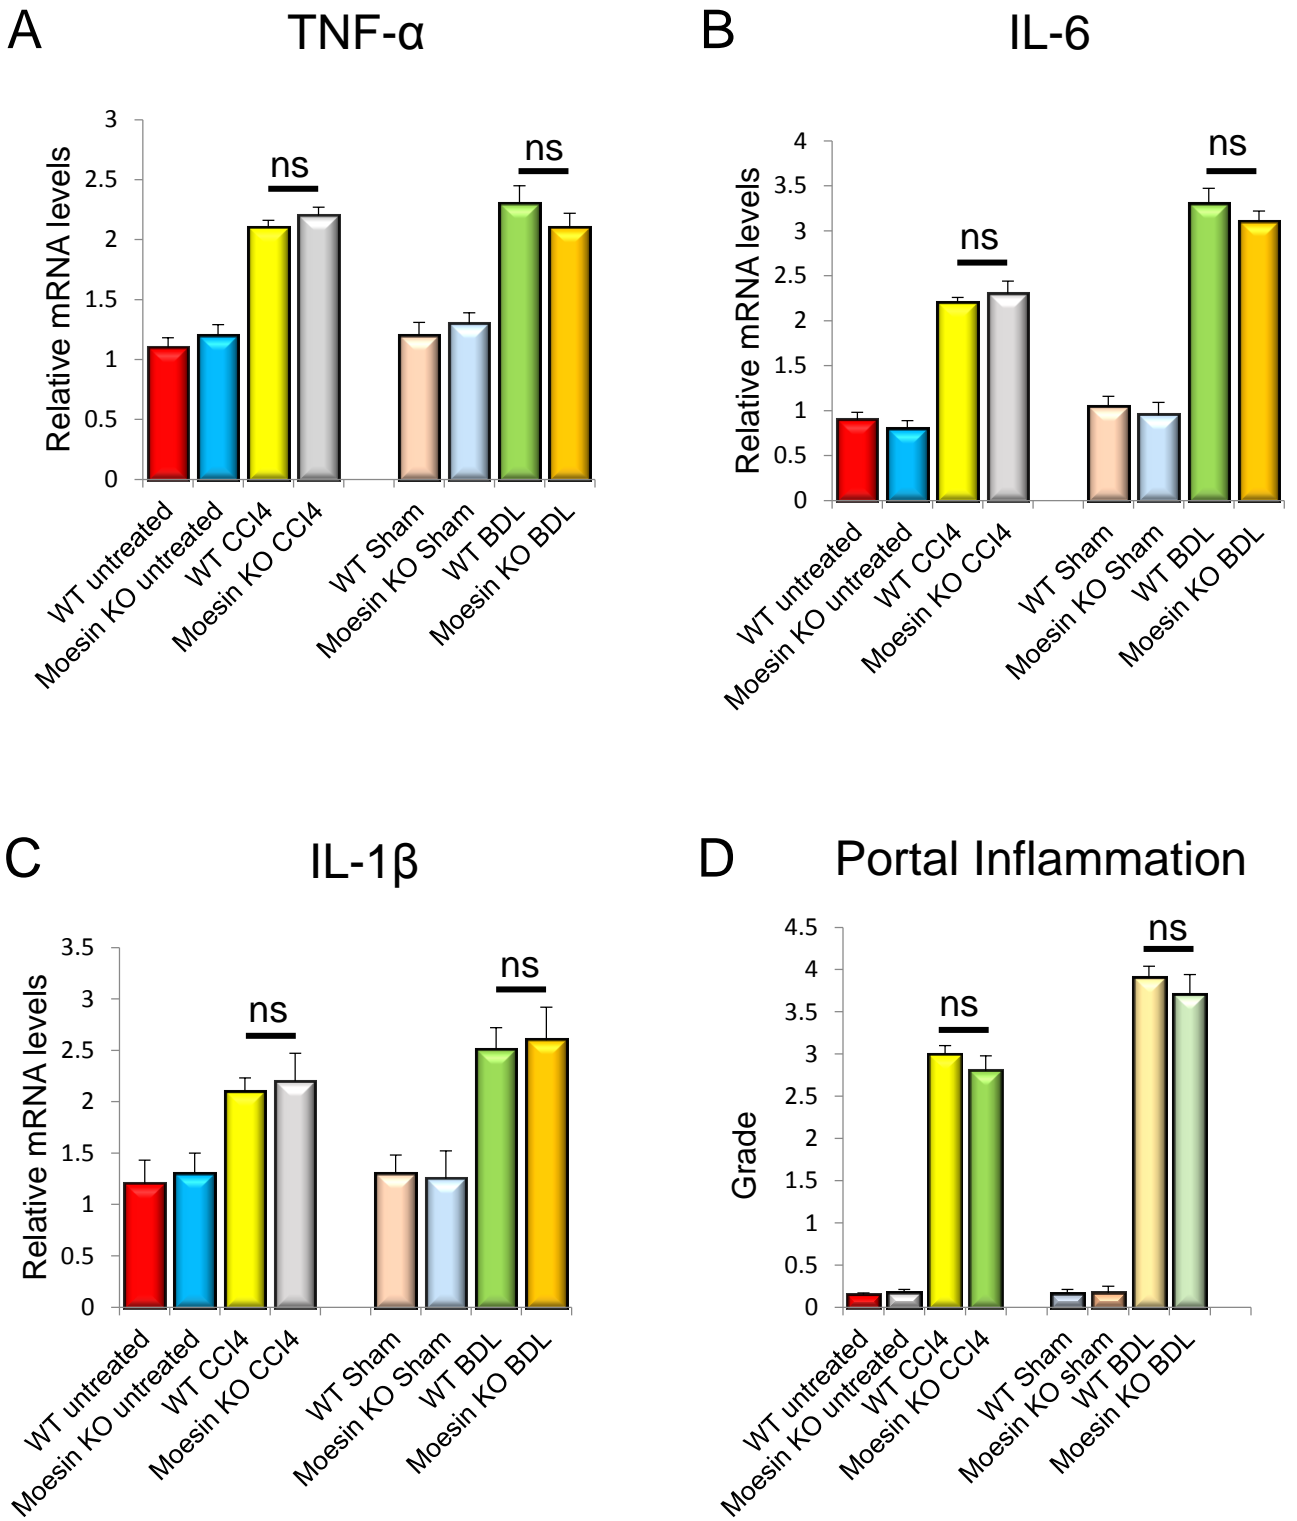 A
TNF-α
Relative mRNA levels
3
2.5
2
1.5
1
0.5
0
ns
ns
WT untreated
Moesin KO untreated
WT CCl4
Moesin KO CCl4
WT Sham
Moesin KO Sham
WT BDL
Moesin KO BDL
B
IL-6
Relative mRNA levels
4
3.5
3
2.5
2
1.5
1
0.5
0
ns
ns
WT untreated
Moesin KO untreated
WT CCl4
Moesin KO CCl4
WT Sham
Moesin KO Sham
WT BDL
Moesin KO BDL
C
IL-1β
Relative mRNA levels
3.5
3
2.5
2
1.5
1
0.5
0
ns
ns
WT untreated
Moesin KO untreated
WT CCl4
Moesin KO CCl4
WT Sham
Moesin KO Sham
WT BDL
Moesin KO BDL
D
Portal Inflammation
Grade
4.5
4
3.5
3
2.5
2
1.5
1
0.5
0
ns
ns
WT untreated
Moesin KO untreated
WT CCl4
Moesin KO CCl4
WT Sham
Moesin KO sham
WT BDL
Moesin KO BDL